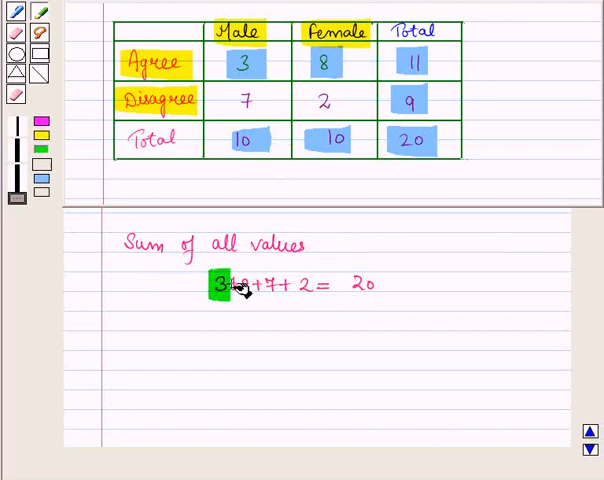 Male Female Total
Agree 3 8 11
Disagree 7 2 9
Total 10 10 20
Sum of all values
3+8+7+2= 20